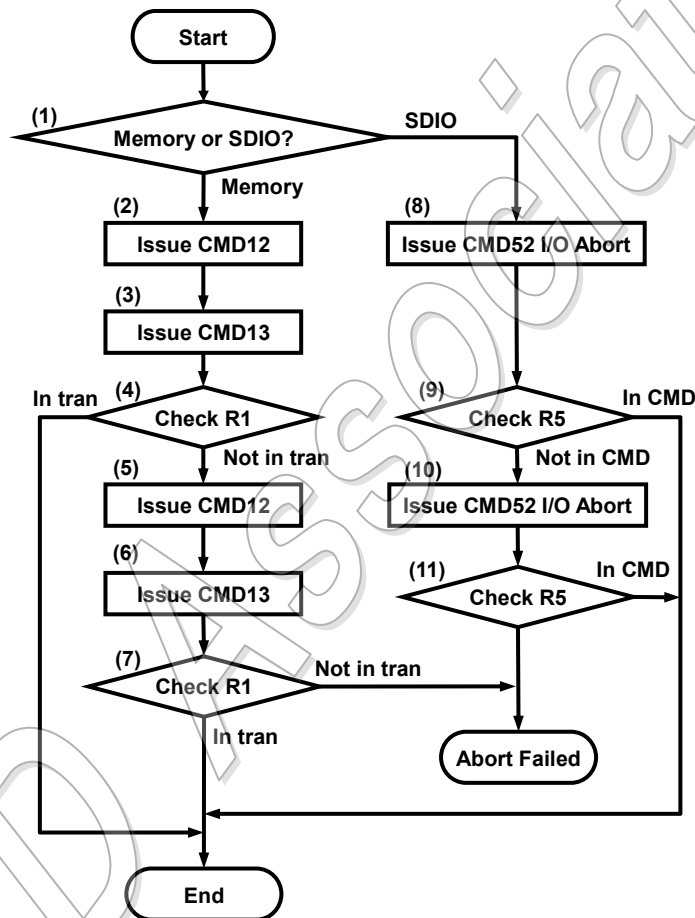 Start
(1)
Memory or SDIO?
SDIO
Memory
(2)
Issue CMD12
(3)
Issue CMD13
(4)
In tran
Check R1
Not in tran
(5)
Issue CMD12
(6)
Issue CMD13
(7)
Check R1
Not in tran
In tran
(8)
Issue CMD52 I/O Abort
(9)
In CMD
Check R5
Not in CMD
(10)
Issue CMD52 I/O Abort
(11)
In CMD
Check R5
Abort Failed
End
D Associa